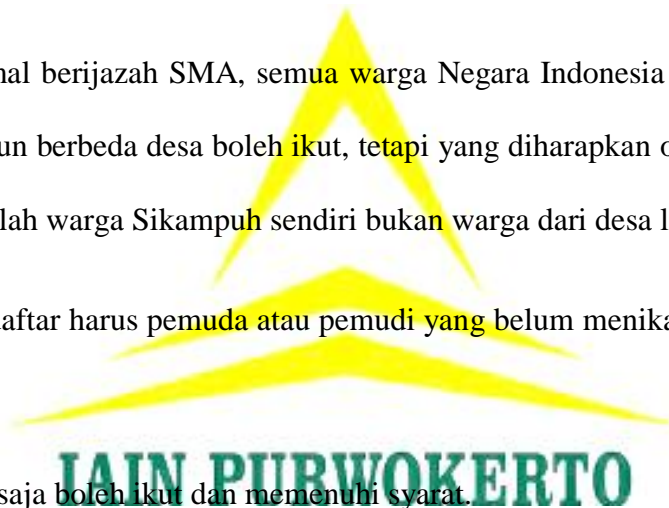 nal berijazah SMA, semua warga Negara Indonesia
un berbeda desa boleh ikut, tetapi yang diharapkan o
lah warga Sikampuh sendiri bukan warga dari desa l
daftar harus pemuda atau pemudi yang belum menika
IAIN PURWOKERTO
saja boleh ikut dan memenuhi syarat.